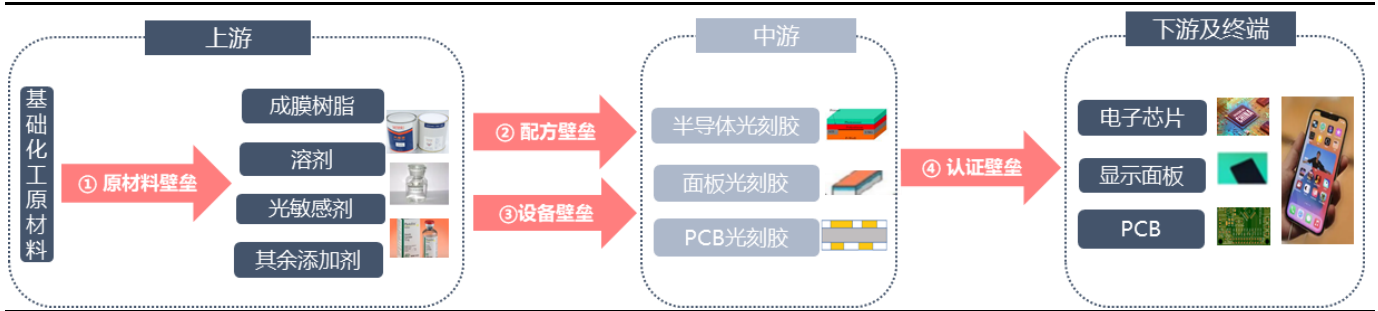 上游
基础化工原材料
① 原材料壁垒
成膜树脂
溶剂
光敏感剂
其余添加剂
② 配方壁垒
③设备壁垒
中游
半导体光刻胶
面板光刻胶
PCB光刻胶
④ 认证壁垒
下游及终端
电子芯片
显示面板
PCB